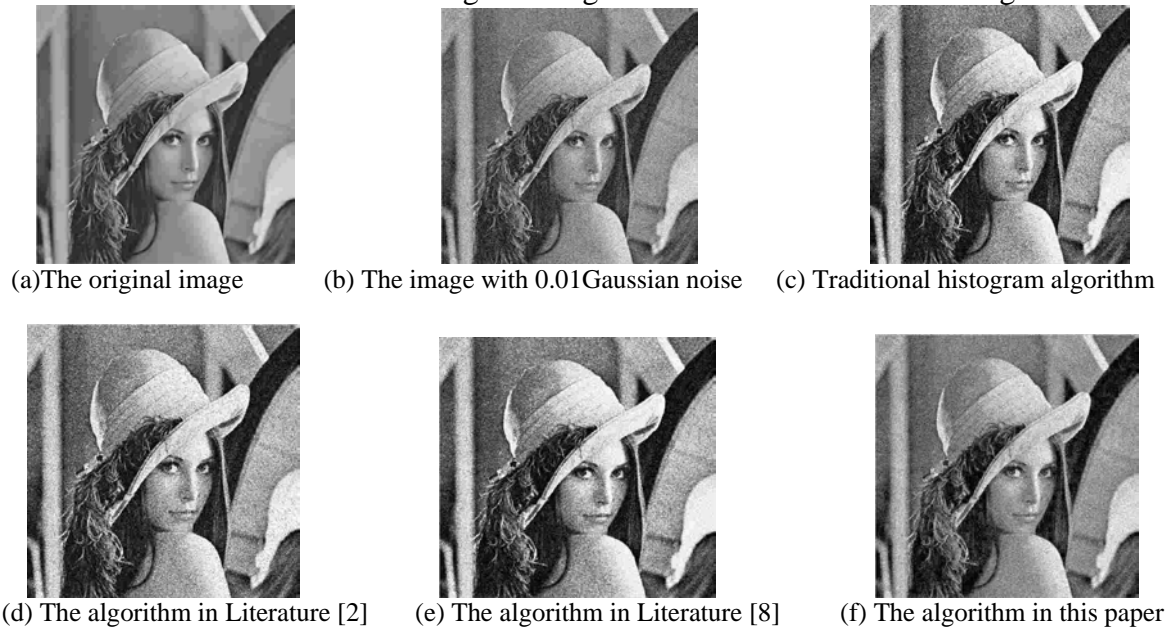 (a)The original image (b) The image with 0.01Gaussian noise (c) Traditional histogram algorithm
(d) The algorithm in Literature [2] (e) The algorithm in Literature [8] (f) The algorithm in this paper